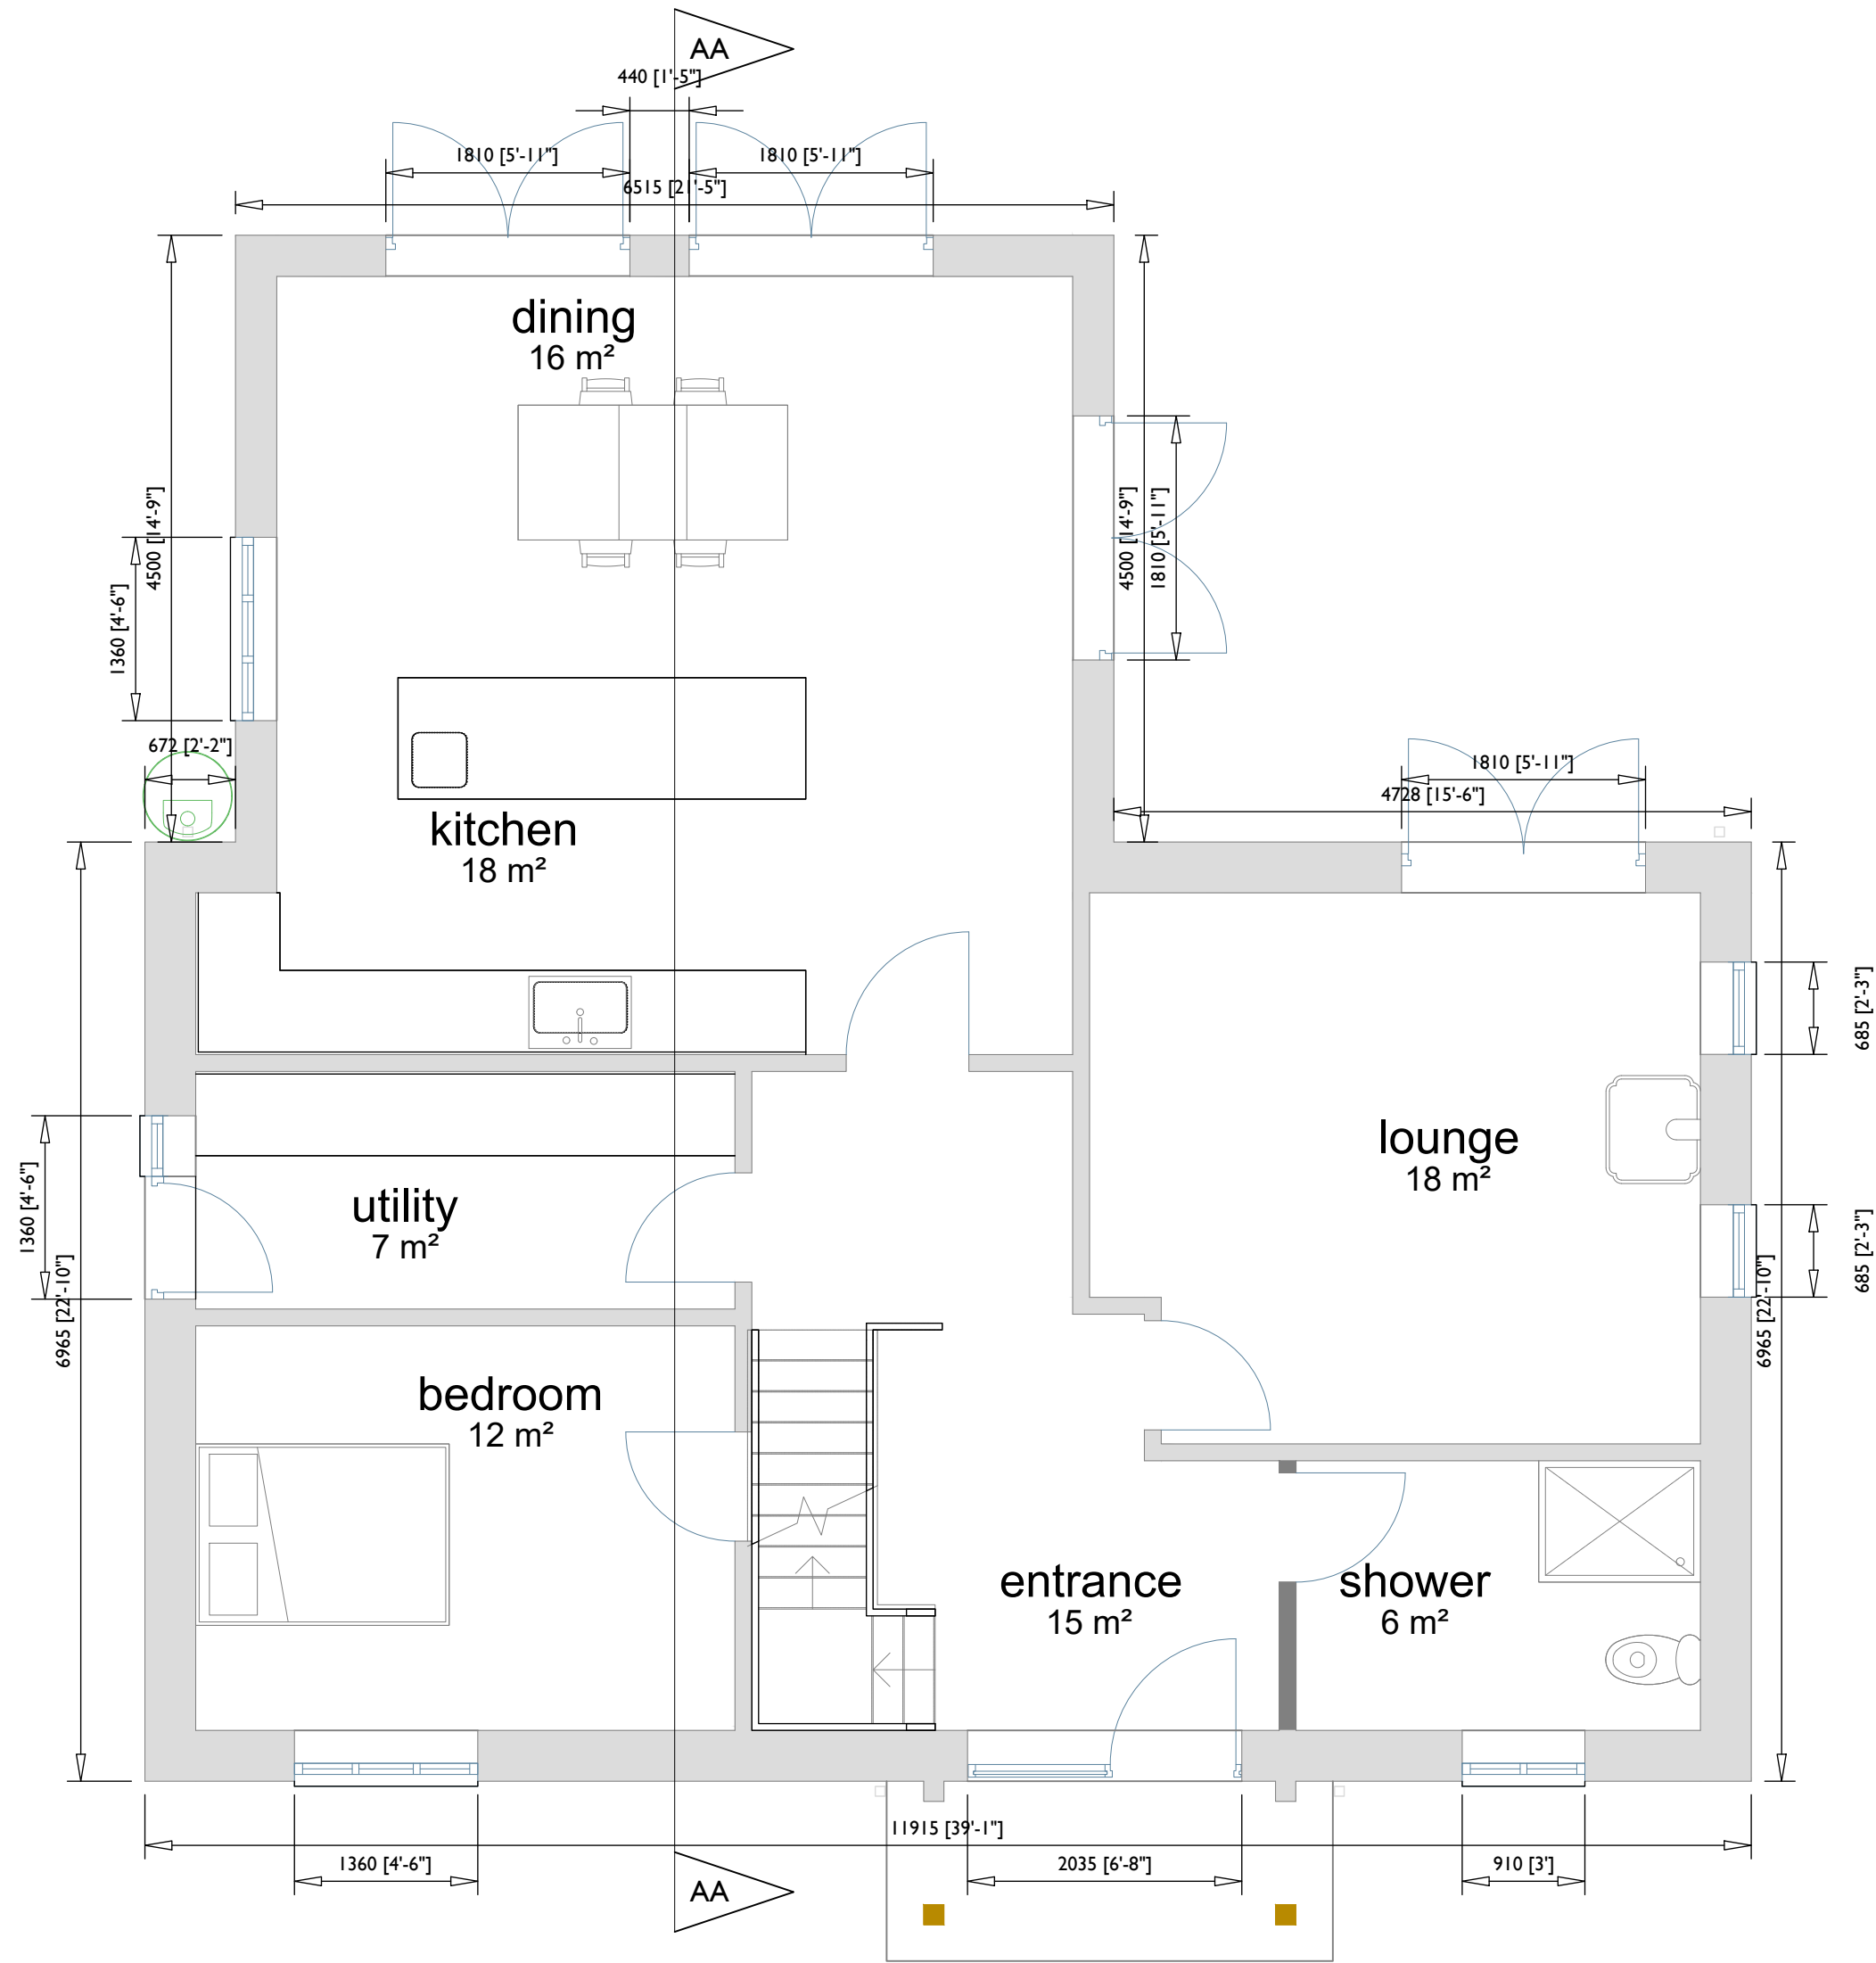 AA
440 [1'-5"]
1810 [5'-11"]
1810 [5'-11"]
6515 [21'-5"]
dining
16 m²
4500 [14'-9"]
4500 [14'-9"]
1810 [5'-11"]
1360 [4'-6"]
672 [2'-2"]
1810 [5'-11"]
4728 [15'-6"]
kitchen
18 m²
685 [2'-3"]
lounge
18 m²
utility
7 m²
1360 [4'-6"]
685 [2'-3"]
6965 [22'-10"]
6965 [22'-10"]
bedroom
12 m²
entrance
15 m²
shower
6 m²
11915 [39'-1"]
1360 [4'-6"]
2035 [6'-8"]
910 [3']
AA